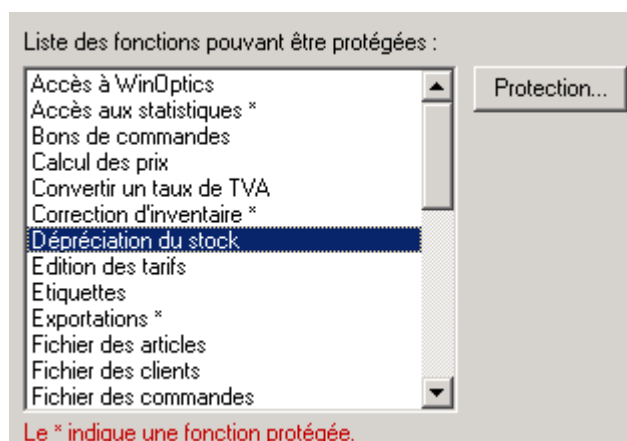 Liste des fonctions pouvant être protégées :
Accès à WinOptics
Protection...
Accès aux statistiques *
Bons de commandes
Calcul des prix
Convertir un taux de TVA
Correction d'inventaire *
Dépréciation du stock
Edition des tarifs
Etiquettes
Exportations *
Fichier des articles
Fichier des clients
Fichier des commandes
Le * indique une fonction protégée.